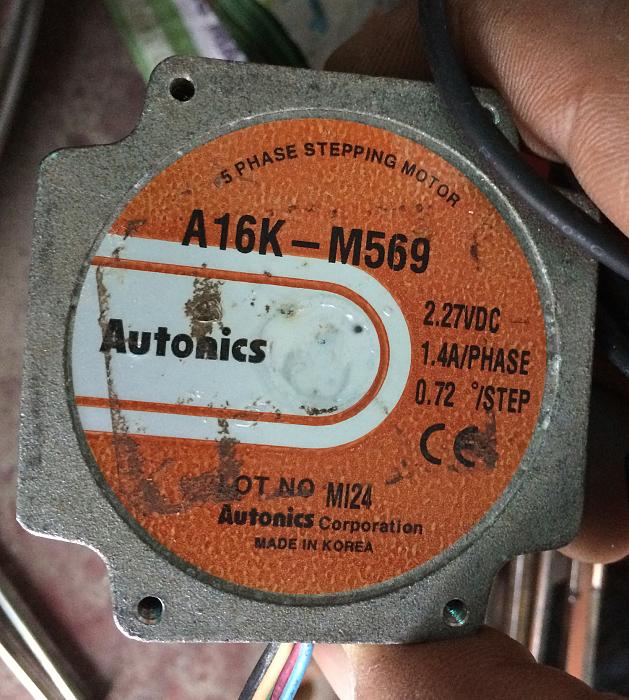 5 PHASE STEPPING MOTOR
A16K-M569
2.27VDC
Autonics
1.4A/PHASE
0.72 °/STEP
CE
LOT NO MI24
Autonics Corporation
MADE IN KOREA